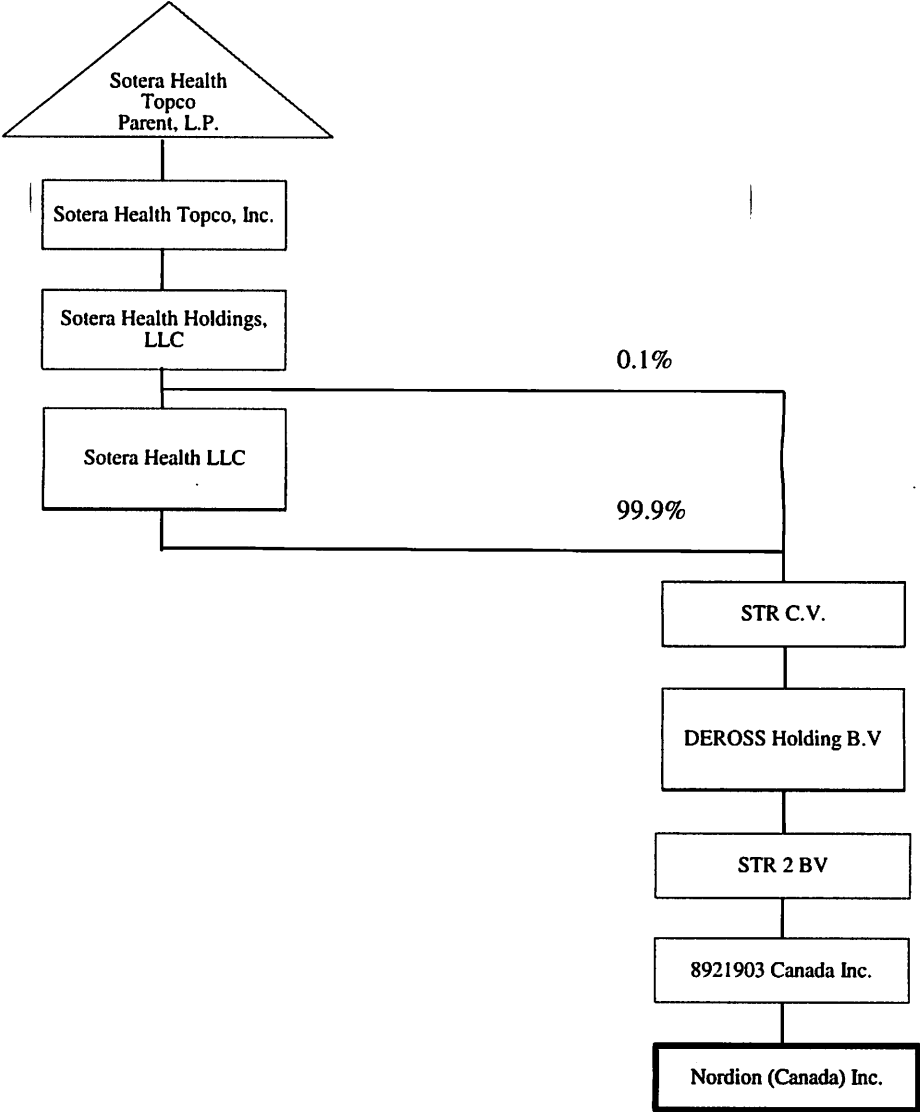 Sotera Health
Topco
Parent, L.P.
Sotera Health Topco, Inc.
Sotera Health Holdings,
LLC
0.1%
Sotera Health LLC
99.9%
STR C.V.
DEROSS Holding B.V
STR 2 BV
8921903 Canada Inc.
Nordion (Canada) Inc.